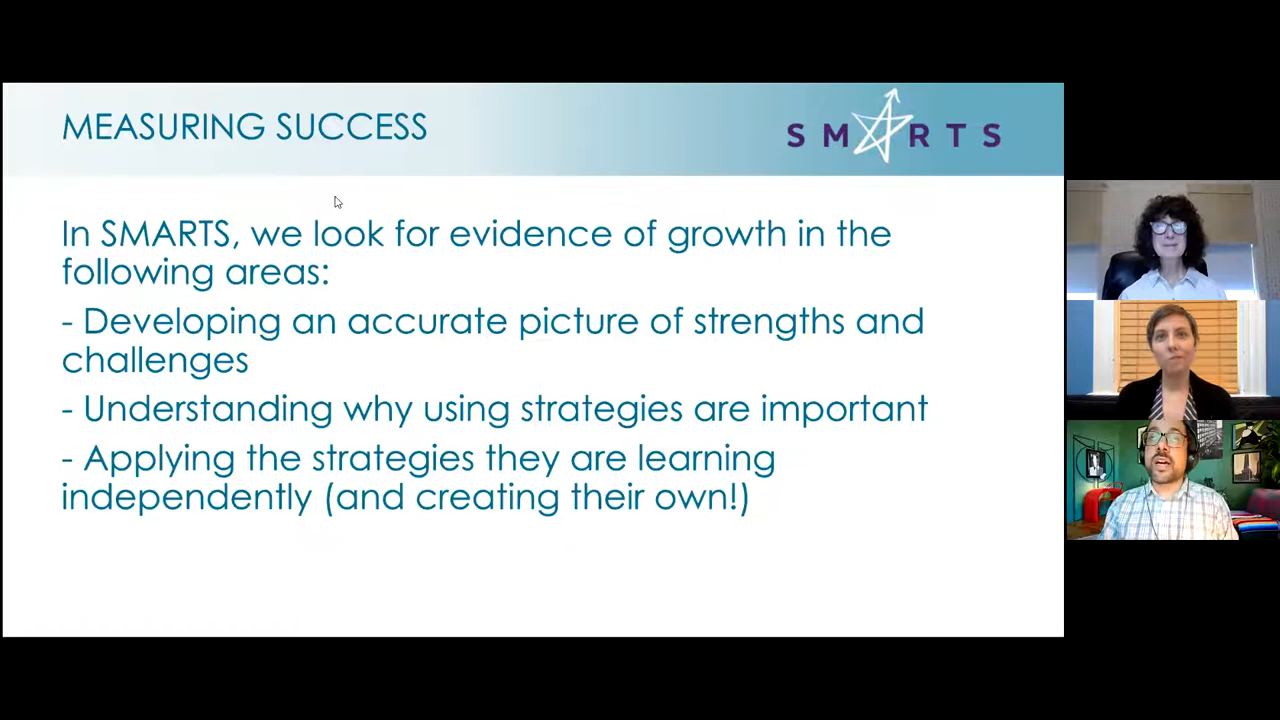 MEASURING SUCCESS
SMARTS
In SMARTS, we look for evidence of growth in the
following areas:
- Developing an accurate picture of strengths and
challenges
- Understanding why using strategies are important
- Applying the strategies they are learning
independently (and creating their own!)